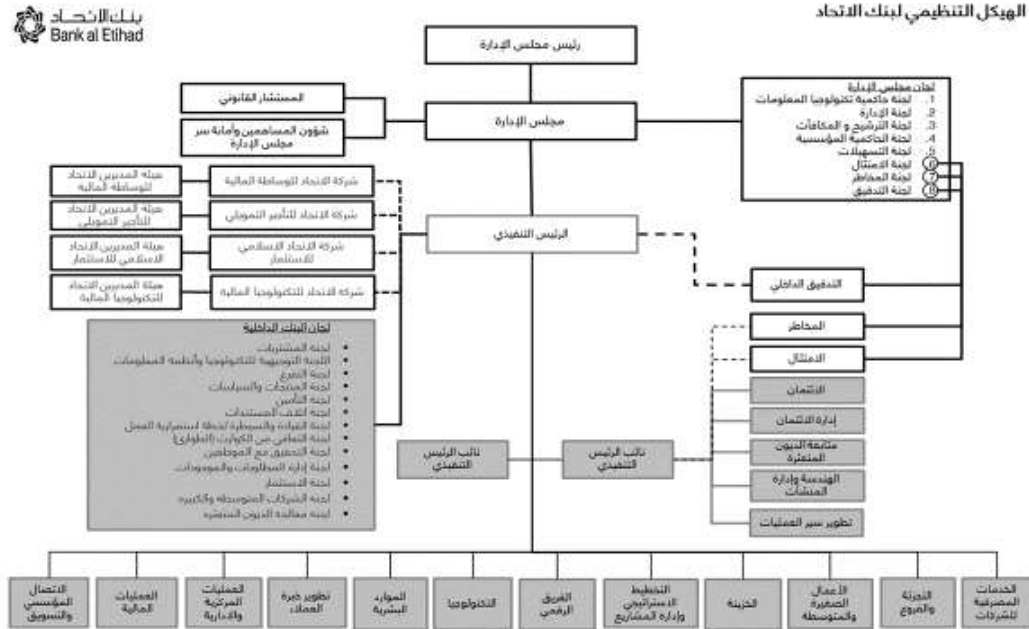 الهيكل التنظيمي لبنك الاتحاد
بنك الاتحاد
Bank al Etihad
رئيس مجلس الإدارة
المستشار القانوني
مجلس الإدارة
شؤون المساهمين وأمانة سر
مجلس الإدارة
لجان مجلس الإدارة
1. لجنة حاكمية تكنولوجيا المعلومات
2. لجنة الإدارة
3. لجنة الترشيح و المكافآت
4. لجنة الحاكمية المؤسسية
5. لجنة التسهيلات
6 لجنة الامتثال
7 لجنة المخاطر
8 لجنة التدقيق
شركة الاتحاد للوساطة المالية
هيئة المديرين الاتحاد
للوساطة المالية
شركة الاتحاد للتأجير التمويلي
هيئة المديرين الاتحاد
للتأجير التمويلي
الرئيس التنفيذي
شركة الاتحاد الاسلامي
للاستثمار
هيئة المديرين الاتحاد
الاسلامي للاستثمار
شركة الاتحاد للتكنولوجيا المالية
هيئة المديرين الاتحاد
للتكنولوجيا المالية
التدقيق الداخلي
المخاطر
الامتثال
لجان البنك الداخلية
• لجنة المشتريات
• اللجنة التوجيهية للتكنولوجيا وأنظمة المعلومات
• لجنة التفرع
• لجنة المنتجات والسياسات
• لجنة التأمين
• لجنة اتلاف المستندات
• لجنة القيادة والسيطرة لخطة استمرارية العمل
• لجنة التعافي من الكوارث (الطوارئ)
• لجنة التحقيق مع الموظفين
• لجنة إدارة المطلوبات والموجودات
• لجنة الاستثمار
• لجنة الشركات المتوسطة والكبيرة
• لجنة معالجة الديون المتعثرة
الائتمان
إدارة الائتمان
متابعة الديون
المتعثرة
الهندسة وإدارة
المنشآت
تطوير سير العمليات
نائب الرئيس
التنفيذي
نائب الرئيس
التنفيذي
الخدمات
المصرفية
للشركات
التجزئة
والفروع
الأعمال
الصغيرة
والمتوسطة
الخزينة
التخطيط
الاستراتيجي
وإدارة المشاريع
الفريق
الرقمي
التكنولوجيا
الموارد
البشرية
تطوير خبرة
العملاء
العمليات
المركزية
والادارية
العمليات
المالية
الاتصال
المؤسسي
والتسويق